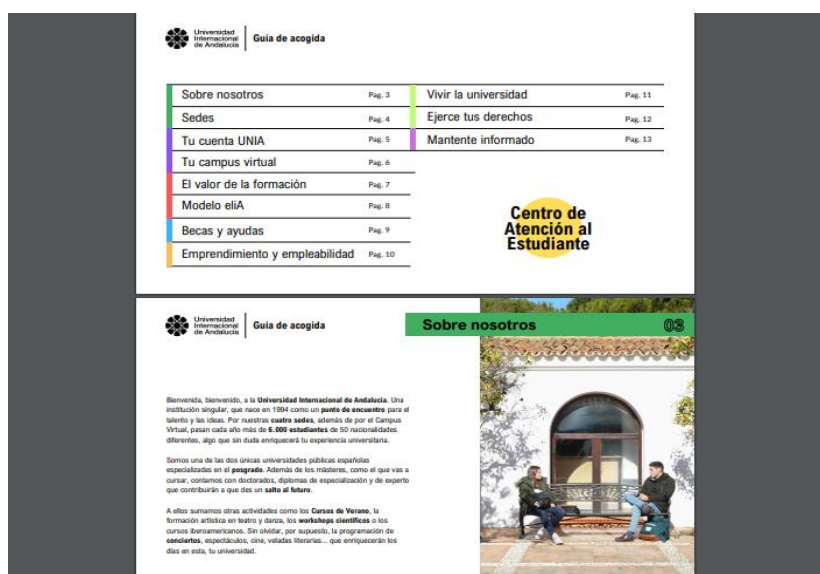 Universidad
Internacional
de Andalucía
Guía de acogida
Sobre nosotros Pag. 3
Sedes Pag. 4
Tu cuenta UNIA Pag. 5
Tu campus virtual Pag. 6
El valor de la formación Pag. 7
Modelo eliA Pag. 8
Becas y ayudas Pag. 9
Emprendimiento y empleabilidad Pag. 10
Vivir la universidad Pag. 11
Ejerce tus derechos Pag. 12
Mantente informado Pag. 13
Centro de
Atención al
Estudiante
Universidad
Internacional
de Andalucía
Guía de acogida
Sobre nosotros 03
Bienvenida, bienvenido, a la Universidad Internacional de Andalucía. Una
institución singular, que nace en 1994 como un punto de encuentro para el
talento y las ideas. Por nuestras cuatro sedes, además de por el Campus
Virtual, pasan cada año más de 6.000 estudiantes de 50 nacionalidades
diferentes, algo que sin duda enriquecerá tu experiencia universitaria.
Somos una de las dos únicas universidades públicas españolas
especializadas en el posgrado. Además de los másteres, como el que vas a
cursar, contamos con doctorados, diplomas de especialización y de experto
que contribuirán a que des un salto al futuro.
A ellos sumamos otras actividades como los Cursos de Verano, la
formación artística en teatro y danza, los workshops científicos o los
cursos iberoamericanos. Sin olvidar, por supuesto, la programación de
conciertos, espectáculos, cine, veladas literarias... que enriquecerán los
días en esta, tu universidad.